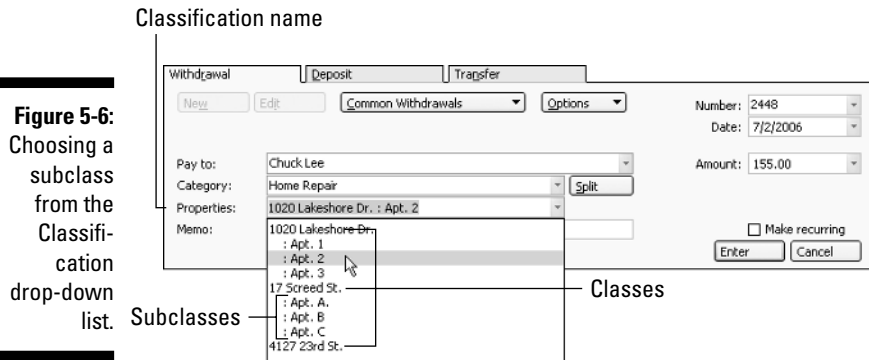 Classification name
Figure 5-6:
Choosing a
subclass
from the
Classifi-
cation
drop-down
list.
Withdrawal Deposit Transfer
New Edit Common Withdrawals Options
Number: 2448
Date: 7/2/2006
Pay to: Chuck Lee
Amount: 155.00
Category: Home Repair Split
Properties: 1020 Lakeshore Dr. : Apt. 2
Memo:
1020 Lakeshore Dr.
: Apt. 1
: Apt. 2
: Apt. 3
17 Screed St.
: Apt. A.
: Apt. B
: Apt. C
4127 23rd St.
Make recurring
Enter Cancel
Classes
Subclasses